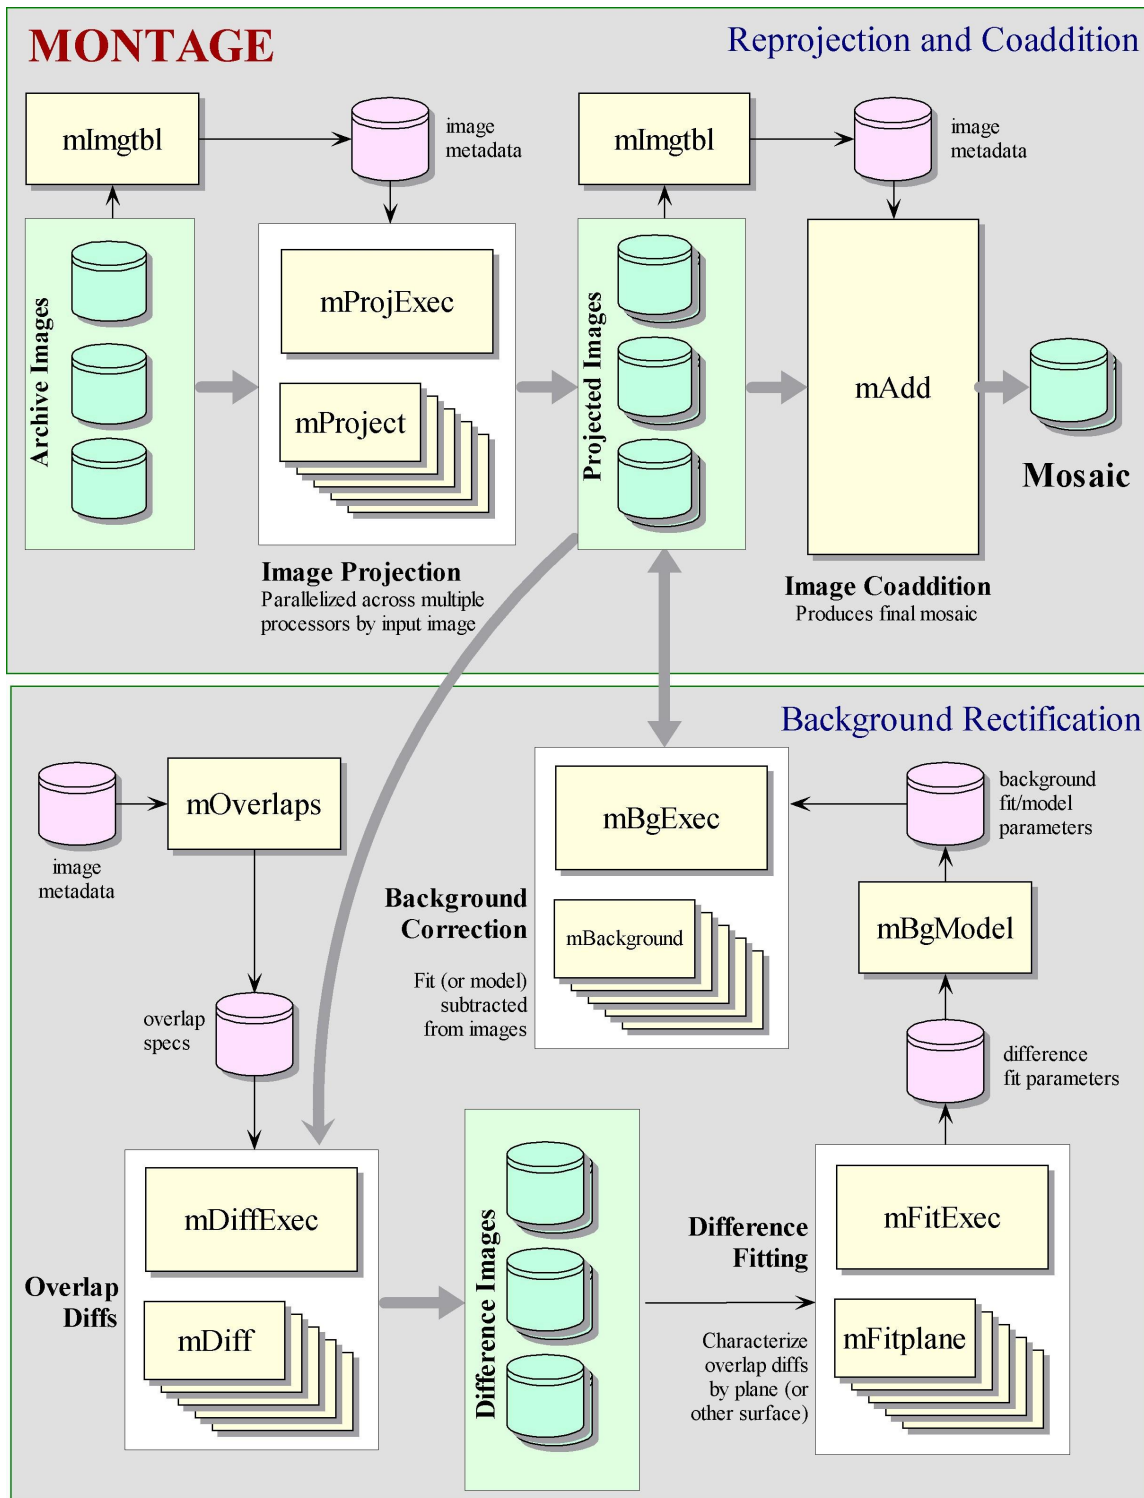 MONTAGE
Reprojection and Coaddition
mImgtbl
image
metadata
mImgtbl
image
metadata
Archive Images
mProjExec
mProject
Projected Images
mAdd
Mosaic
Image Projection
Parallelized across multiple
processors by input image
Image Coaddition
Produces final mosaic
Background Rectification
mOverlaps
image
metadata
mBgExec
background
fit/model
parameters
Background
Correction
mBackground
mBgModel
Fit (or model)
subtracted
from images
overlap
specs
difference
fit parameters
mDiffExec
Overlap
Diffs
mDiff
Difference Images
Difference
Fitting
mFitExec
Characterize
overlap diffs
by plane (or
other surface)
mFitplane